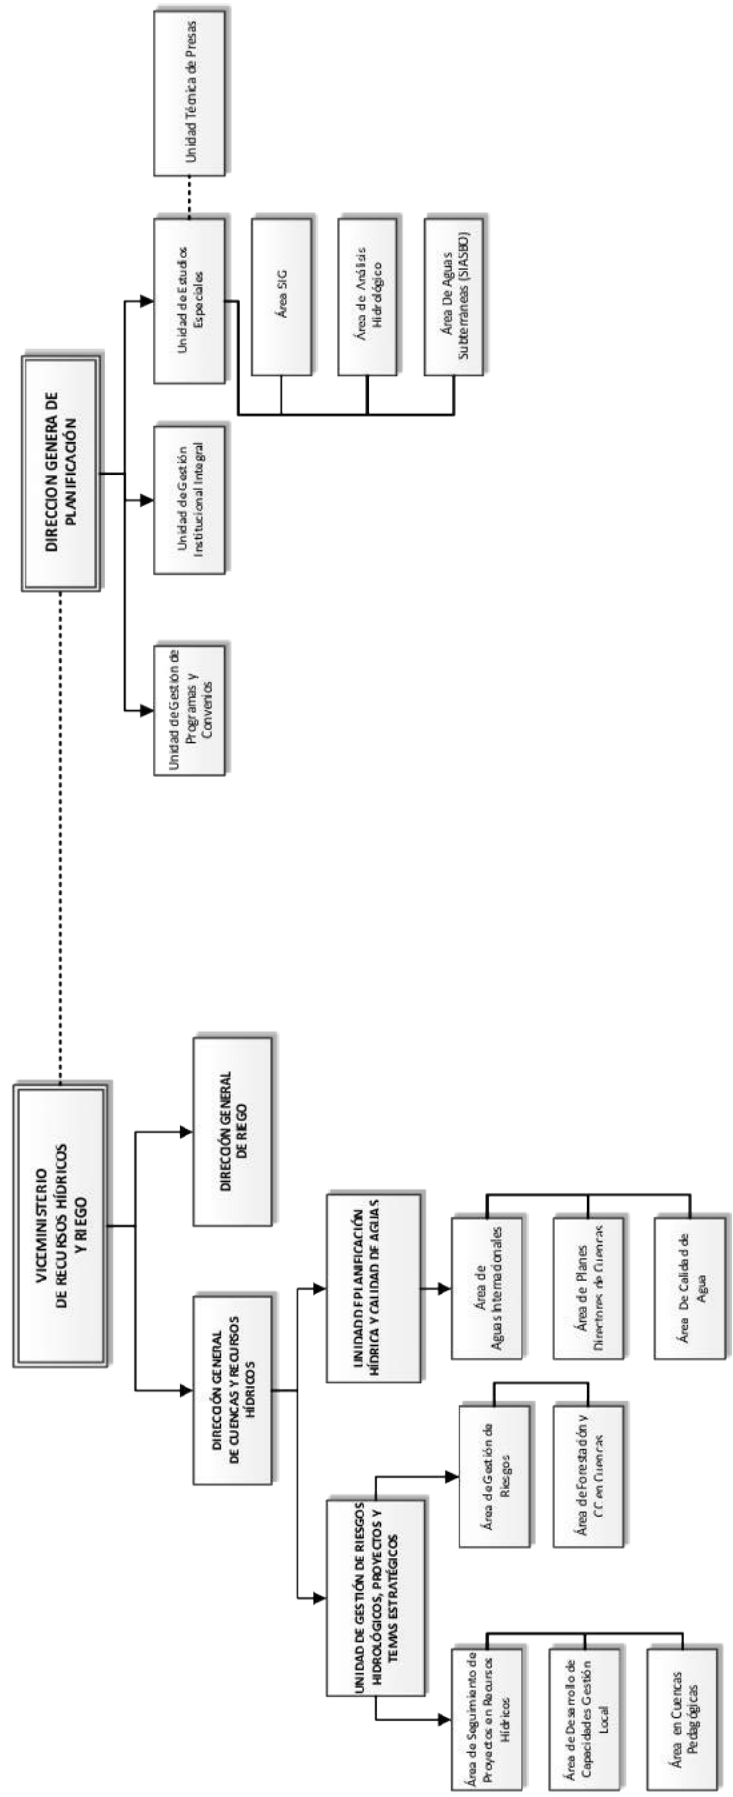 VICEMINISTERIO
DE RECURSOS HÍDRICOS
Y RIEGO
DIRECCION GENERA DE
PLANIFICACIÓN
DIRECCIÓN GENERAL
DE CUENCAS Y RECURSOS
HÍDRICOS
DIRECCIÓN GENERAL
DE RIEGO
Unidad de Gestión de
Programas y
Convenios
Unidad de Gestión
Institucional Integral
Unidad de Estudios
Especiales
Unidad Técnica de Presas
Área SIG
Área de Análisis
Hidrológico
Área De Aguas
Subterráneas (SIASBO)
UNIDAD DE GESTIÓN DE RIESGOS
HIDROLÓGICOS, PROYECTOS Y
TEMAS ESTRATÉGICOS
UNIDAD DE PLANIFICACIÓN
HÍDRICA Y CALIDAD DE AGUAS
Área de Seguimiento de
Proyectos en Recursos
Hídricos
Área de Desarrollo de
Capacidades Gestión
Local
Área en Cuencas
Pedagógicas
Área de Gestión de
Riesgos
Área de Forestación y
CC en Cuencas
Área de
Aguas Internacionales
Área de Planes
Directores de Cuencas
Área De Calidad de
Agua